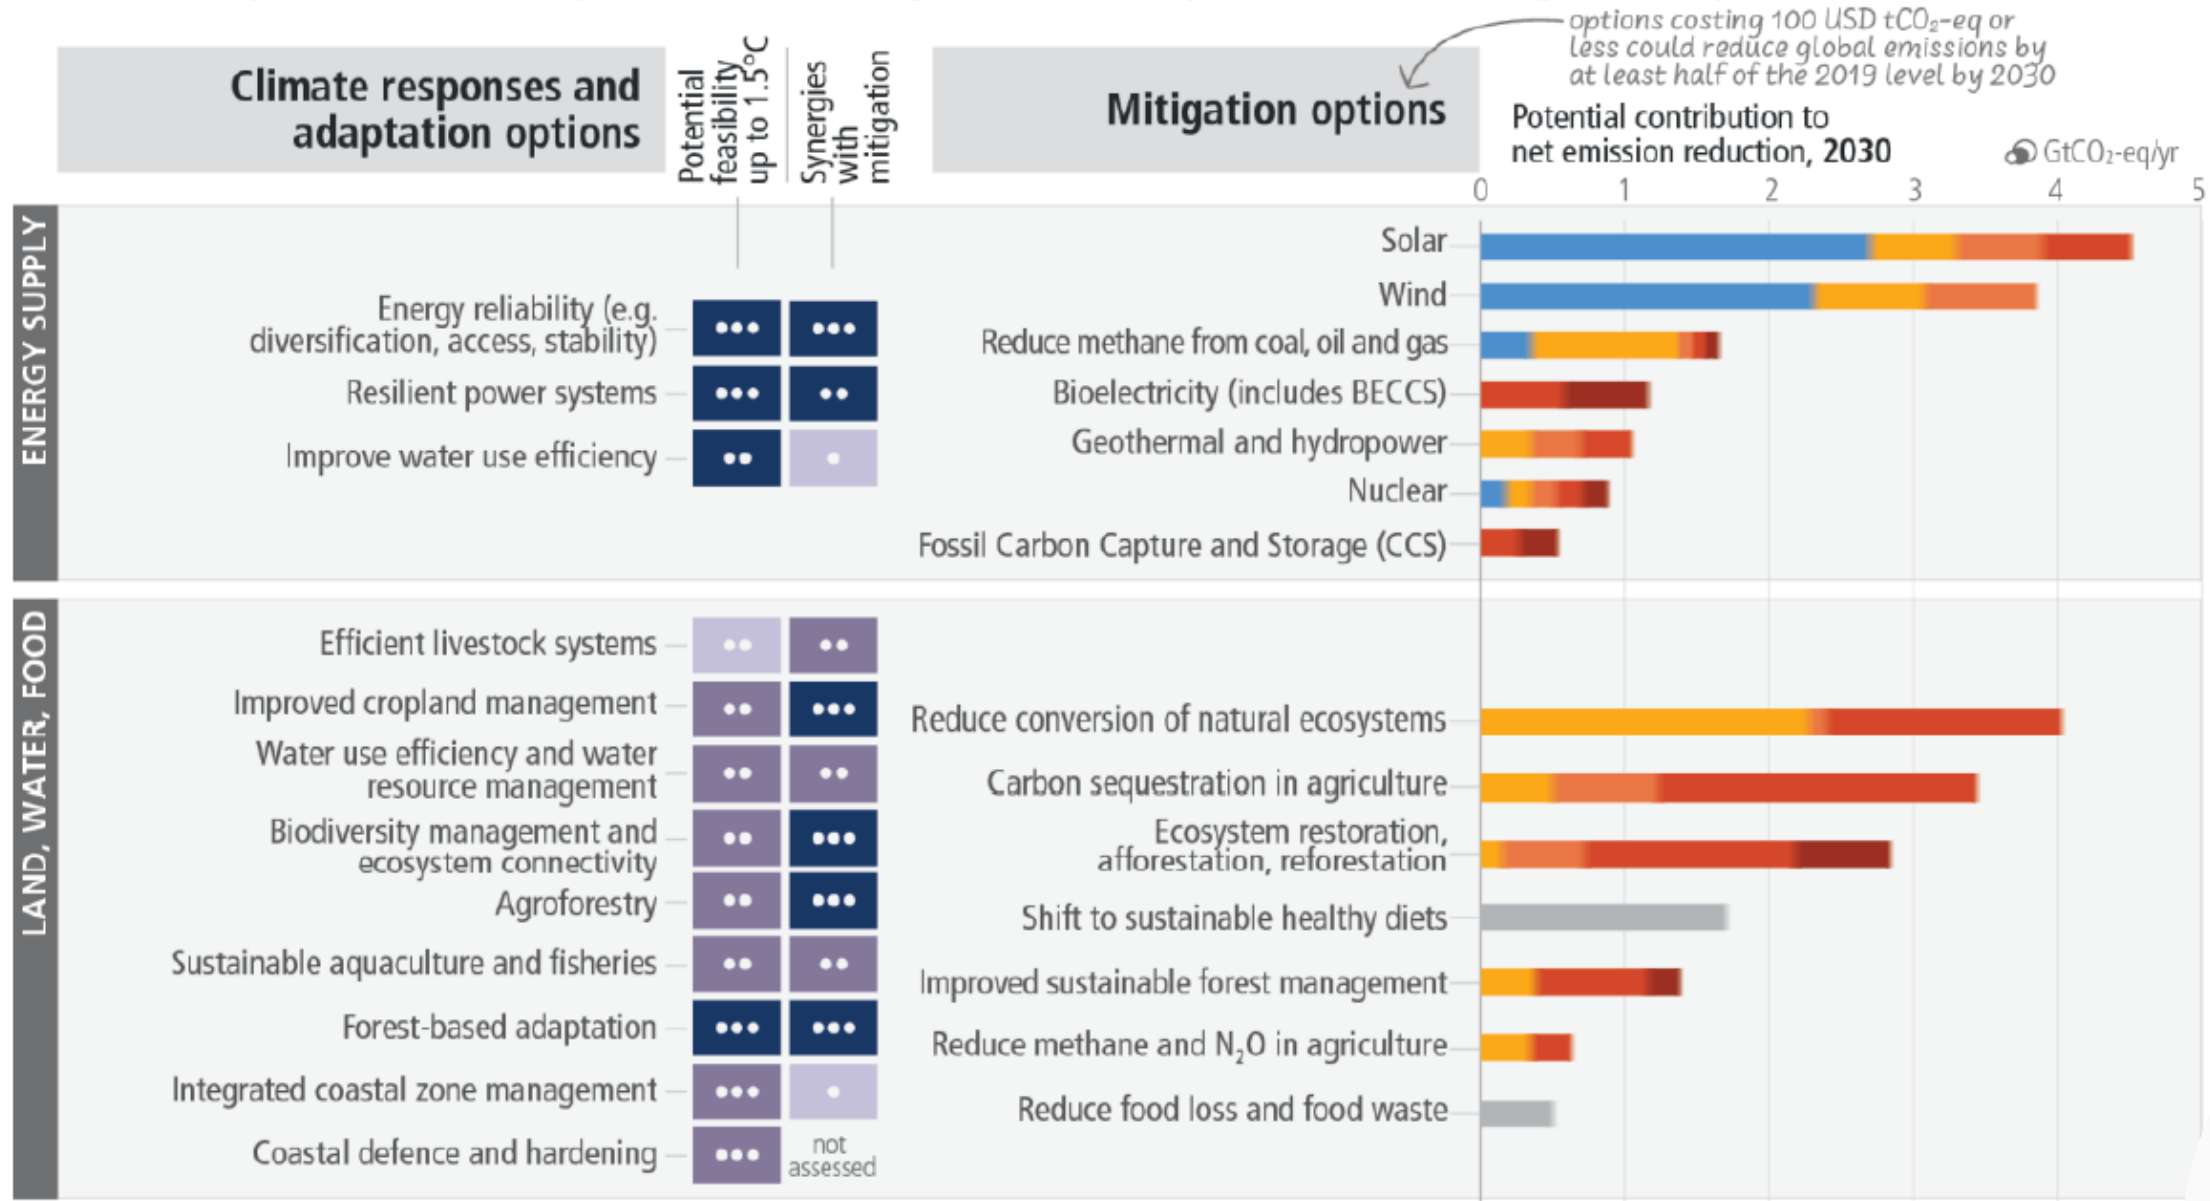 options costing 100 USD tCO₂-eq or
less could reduce global emissions by
at least half of the 2019 level by 2030
Climate responses and
adaptation options
Potential
feasibility
up to 1.5°C
Synergies
with
mitigation
Mitigation options
Potential contribution to
net emission reduction, 2030
GtCO₂-eq/yr
0 1 2 3 4 5
ENERGY SUPPLY
Energy reliability (e.g.
diversification, access, stability)
Resilient power systems
Improve water use efficiency
Solar
Wind
Reduce methane from coal, oil and gas
Bioelectricity (includes BECCS)
Geothermal and hydropower
Nuclear
Fossil Carbon Capture and Storage (CCS)
LAND, WATER, FOOD
Efficient livestock systems
Improved cropland management
Water use efficiency and water
resource management
Biodiversity management and
ecosystem connectivity
Agroforestry
Sustainable aquaculture and fisheries
Forest-based adaptation
Integrated coastal zone management
Coastal defence and hardening
not
assessed
Reduce conversion of natural ecosystems
Carbon sequestration in agriculture
Ecosystem restoration,
afforestation, reforestation
Shift to sustainable healthy diets
Improved sustainable forest management
Reduce methane and N₂O in agriculture
Reduce food loss and food waste